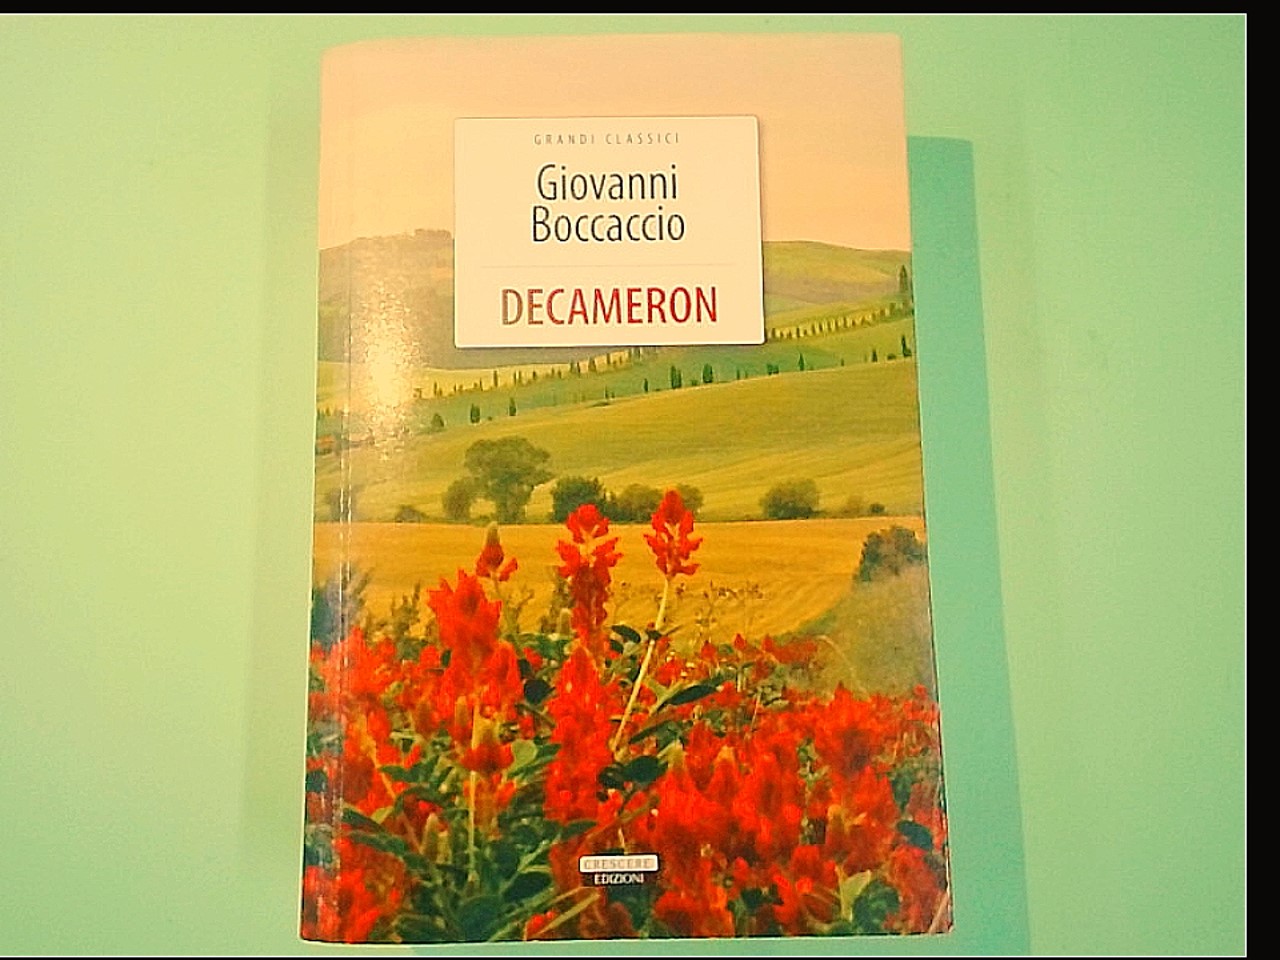 GRANDI CLASSICI
Giovanni
Boccaccio
DECAMERON
CRESCERE
EDIZIONI